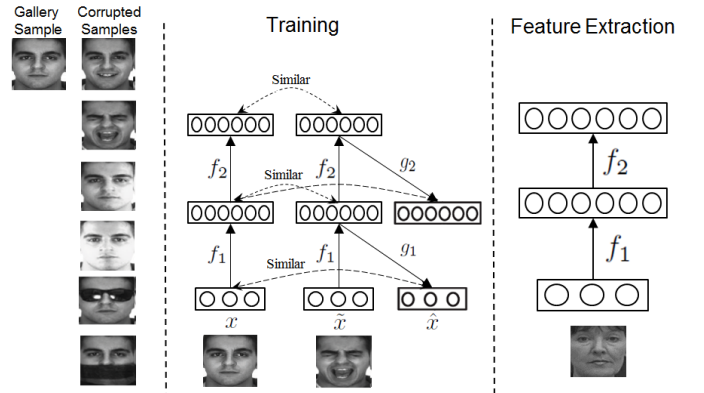 Gallery
Sample
Corrupted
Samples
Training
Feature Extraction
Similar
f₂
Similar
f₂
g₂
f₂
f₁
Similar
f₁
g₁
f₁
x
x̃
x̂